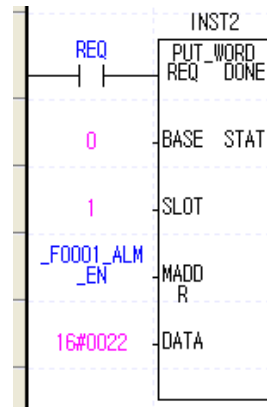 INST2
REQ
PUT_WORD
REQ DONE
0
BASE STAT
1
SLOT
_F0001_ALM
_EN
MADD
R
16#0022
DATA